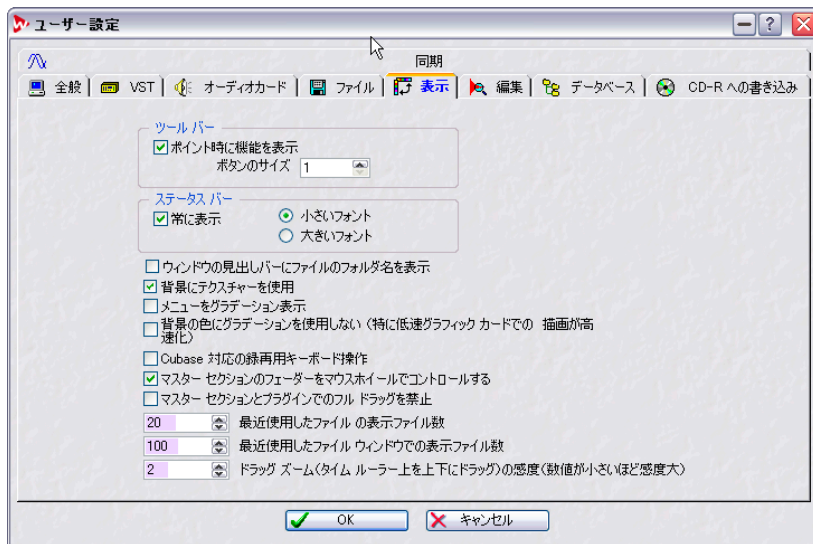 ユーザー設定
同期
全般
VST
オーディオカード
ファイル
表示
編集
データベース
CD-R への書き込み
ツール バー
ポイント時に機能を表示
ボタンのサイズ 1
ステータス バー
常に表示
小さいフォント
大きいフォント
ウィンドウの見出しバーにファイルのフォルダ名を表示
背景にテクスチャーを使用
メニューをグラデーション表示
背景の色にグラデーションを使用しない (特に低速グラフィック カードでの 描画が高
速化)
Cubase 対応の録再用キーボード操作
マスター セクションのフェーダーをマウスホイールでコントロールする
マスター セクションとプラグインでのフル ドラッグを禁止
20 最近使用したファイル の表示ファイル数
100 最近使用したファイル ウィンドウでの表示ファイル数
2 ドラッグ ズーム(タイム ルーラー上を上下にドラッグ)の感度(数値が小さいほど感度大)
OK
キャンセル